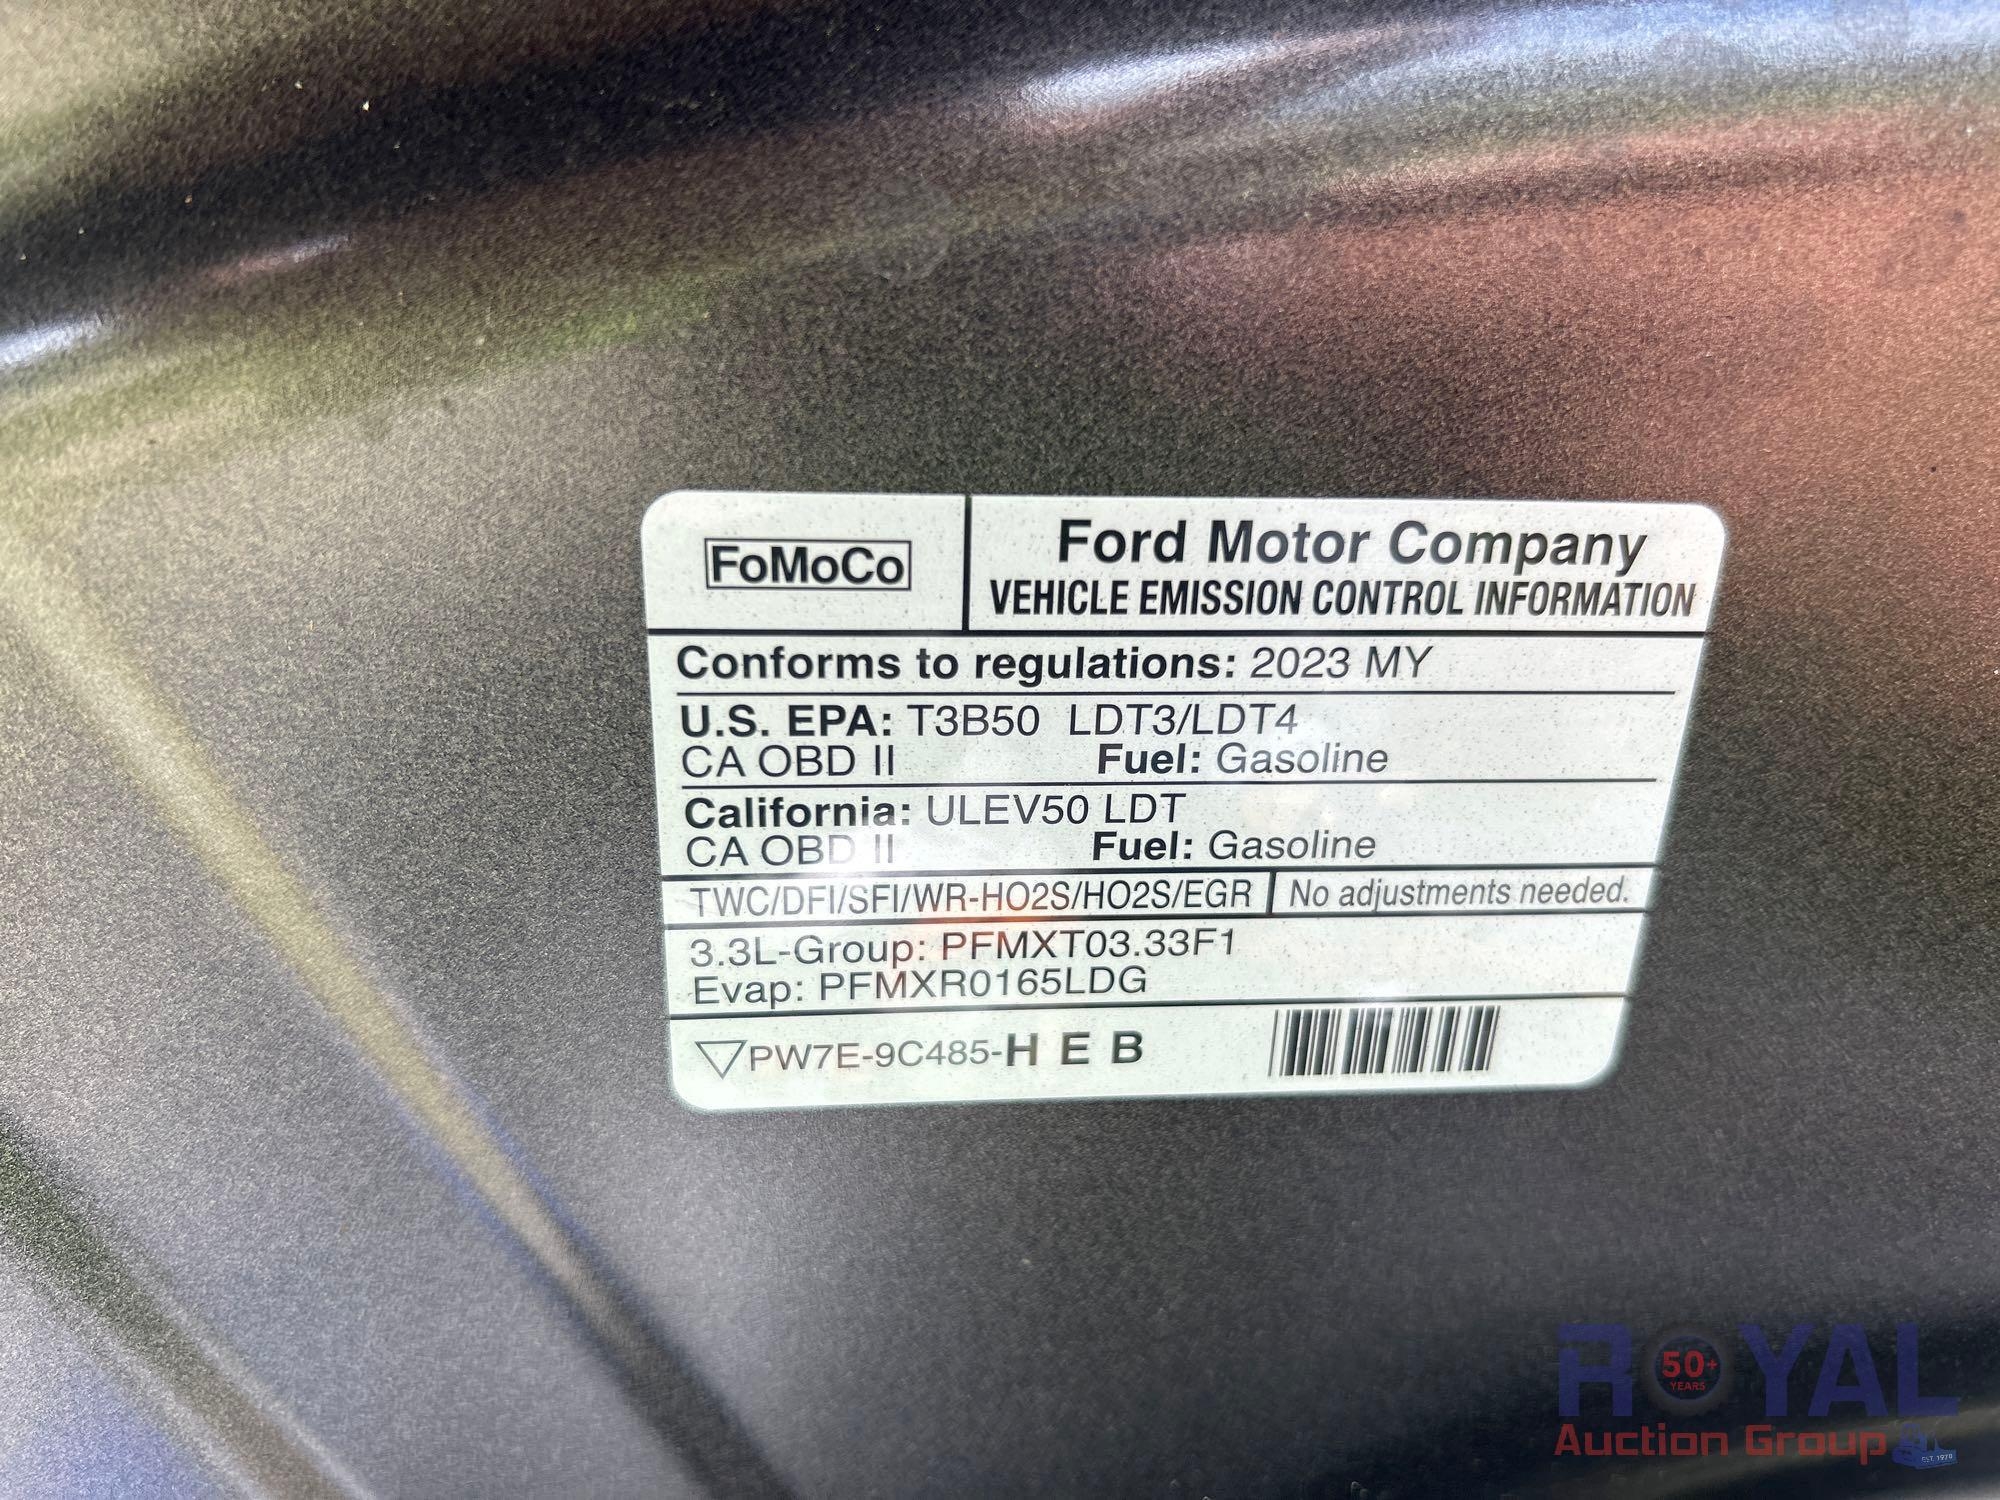 FoMoCo
Ford Motor Company
VEHICLE EMISSION CONTROL INFORMATION
Conforms to regulations: 2023 MY
U.S. EPA: T3B50 LDT3/LDT4
CA OBD II Fuel: Gasoline
California: ULEV50 LDT
CA OBD II Fuel: Gasoline
TWC/DFI/SFI/WR-HO2S/HO2S/EGR No adjustments needed.
3.3L-Group: PFMXT03.33F1
Evap: PFMXR0165LDG
PW7E-9C485-H E B
ROYAL
50+
YEARS
Auction Group
EST. 1970